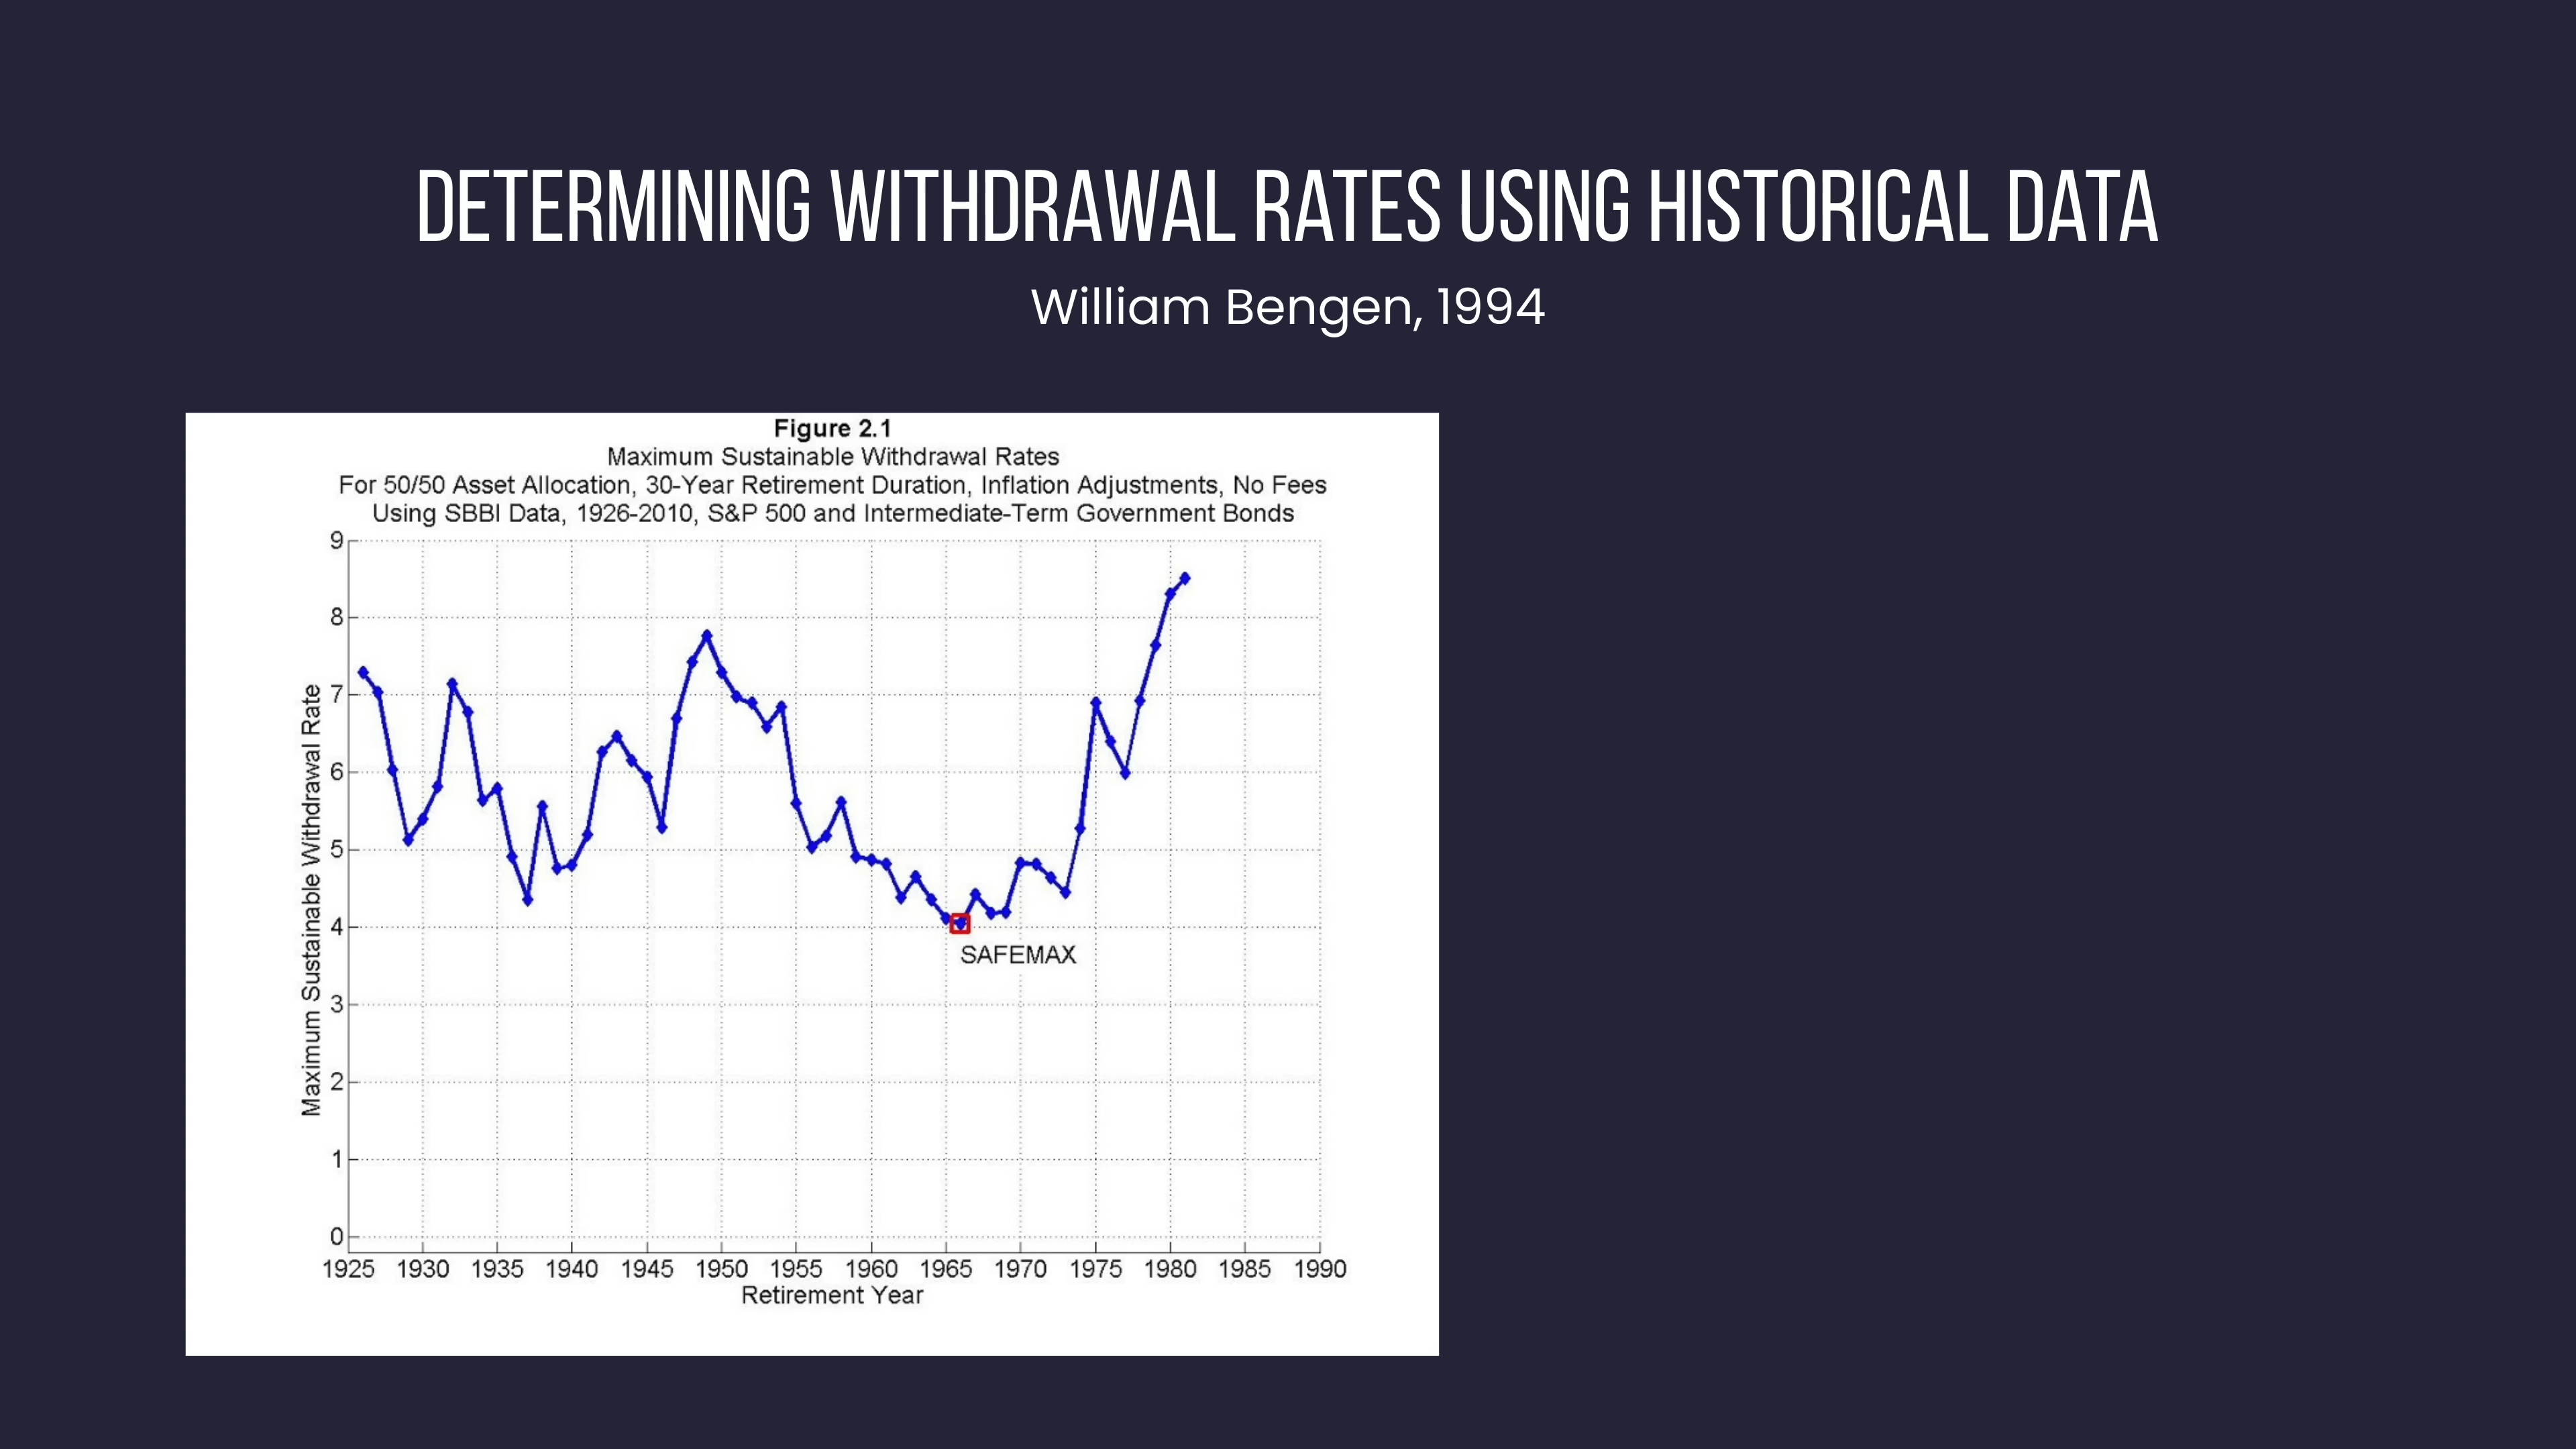 DETERMINING WITHDRAWAL RATES USING HISTORICAL DATA
William Bengen, 1994
Figure 2.1
Maximum Sustainable Withdrawal Rates
For 50/50 Asset Allocation, 30-Year Retirement Duration, Inflation Adjustments, No Fees
Using SBBI Data, 1926-2010, S&P 500 and Intermediate-Term Government Bonds
Maximum Sustainable Withdrawal Rate
9
8
7
6
5
4
3
2
1
0
SAFEMAX
1925 1930 1935 1940 1945 1950 1955 1960 1965 1970 1975 1980 1985 1990
Retirement Year